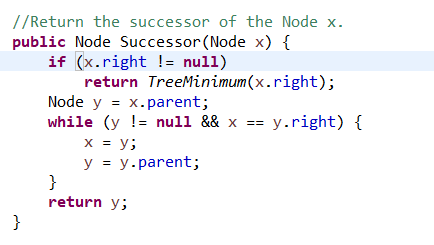 //Return the successor of the Node x.
public Node Successor(Node x) {
    if (x.right != null)
        return TreeMinimum(x.right);
    Node y = x.parent;
    while (y != null && x == y.right) {
        x = y;
        y = y.parent;
    }
    return y;
}